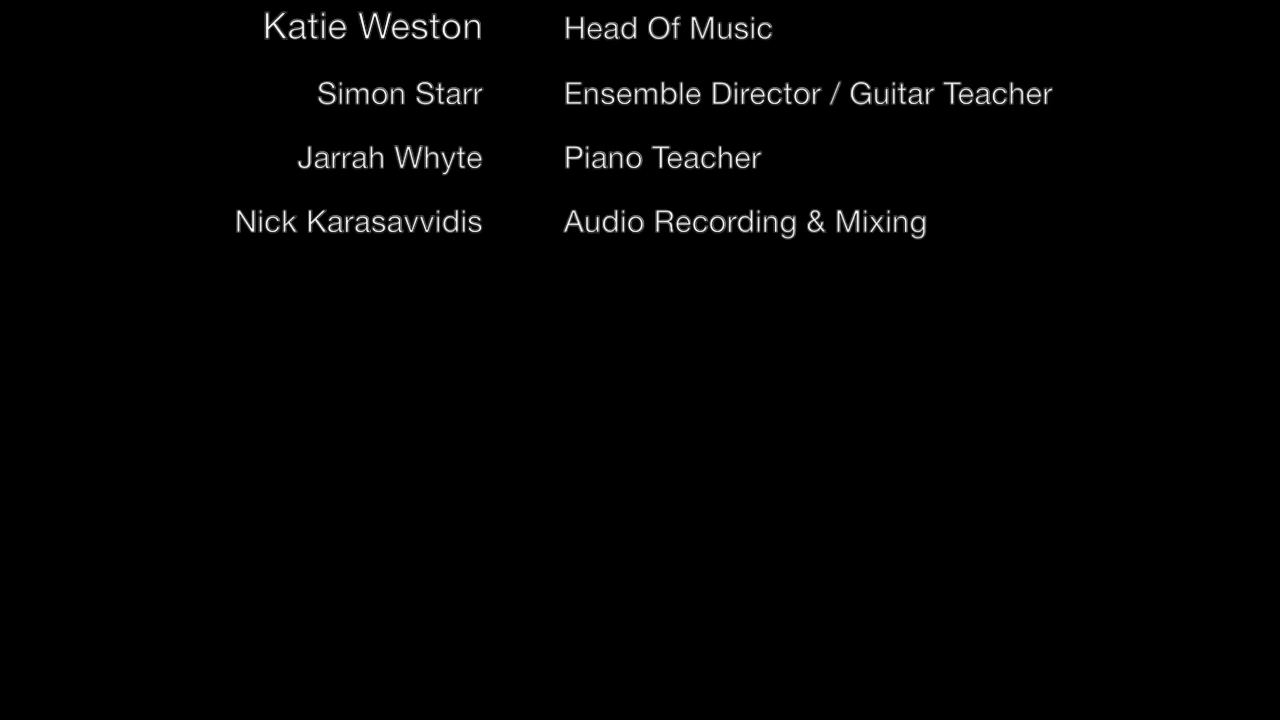 Katie Weston Head Of Music
Simon Starr Ensemble Director / Guitar Teacher
Jarrah Whyte Piano Teacher
Nick Karasavvidis Audio Recording & Mixing